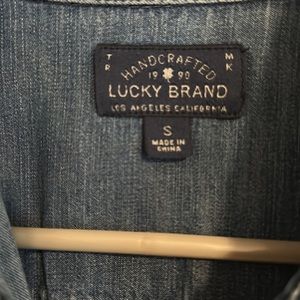 TR MK
HANDCRAFTED
19 90
LUCKY BRAND
LOS ANGELES CALIFORNIA
S
MADE IN
CHINA